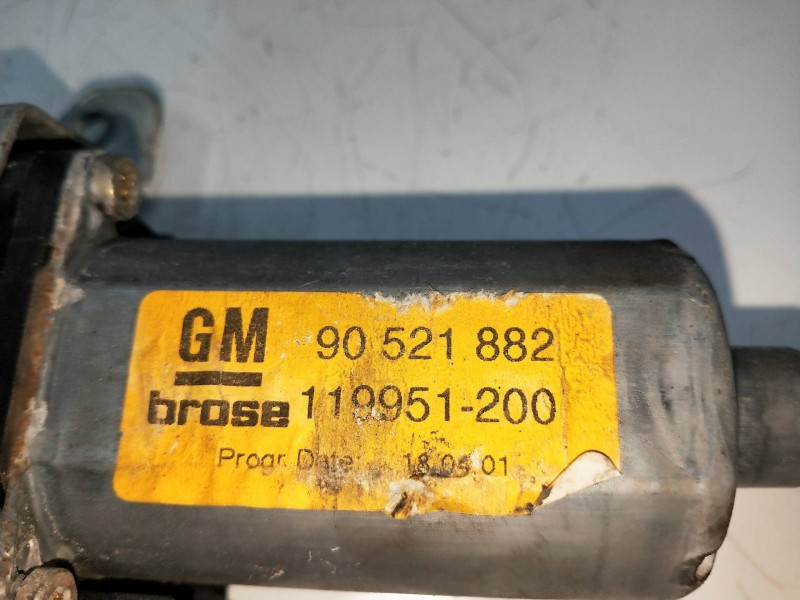 GM 90 521 882
brose 119951-200
Progr. Date: 18.05.01